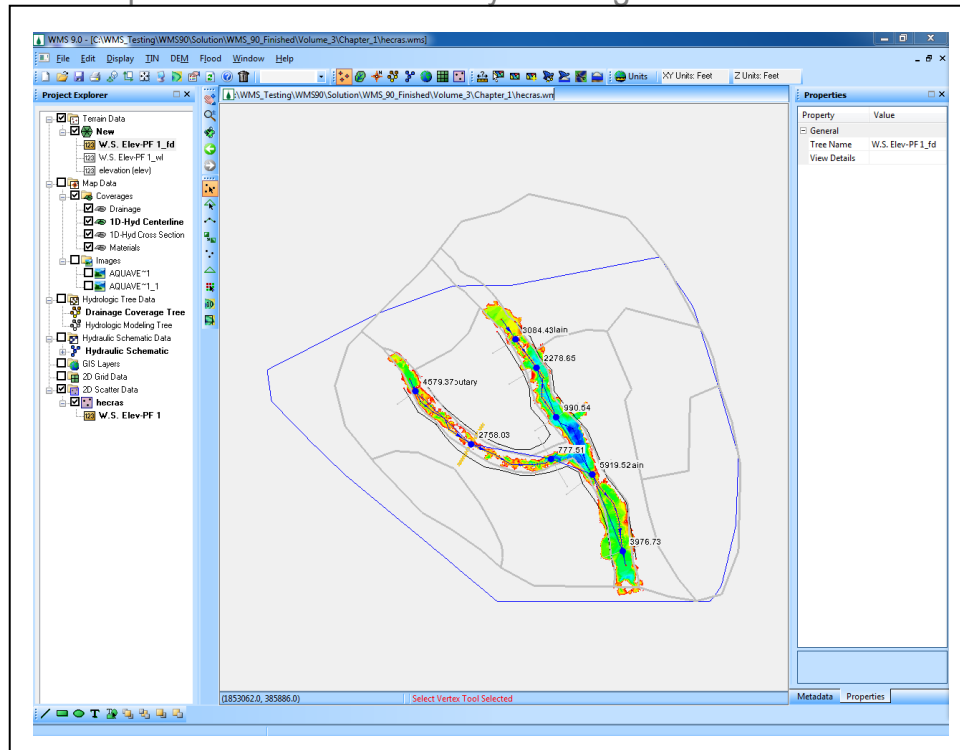 WMS 9.0 - [C:\WMS_Testing\WMS90\Solution\WMS_90_Finished\Volume_3\Chapter_1\hecras.wms]
File Edit Display TIN DEM Flood Window Help
Units XY Units: Feet Z Units: Feet
Project Explorer
:\WMS_Testing\WMS90\Solution\WMS_90_Finished\Volume_3\Chapter_1\hecras.wm
Properties
Terrain Data
New
W.S. Elev-PF 1_fd
W.S. Elev-PF 1_wl
elevation (elev)
Map Data
Coverages
Drainage
1D-Hyd Centerline
1D-Hyd Cross Section
Materials
Images
AQUAVE~1
AQUAVE~1_1
Hydrologic Tree Data
Drainage Coverage Tree
Hydrologic Modeling Tree
Hydraulic Schematic Data
Hydraulic Schematic
GIS Layers
2D Grid Data
2D Scatter Data
hecras
W.S. Elev-PF 1
3084.43lain
2278.65
4679.37butary
990.54
2758.03
777.51
5919.52ain
3976.73
Property Value
General
Tree Name W.S. Elev-PF 1_fd
View Details
(1853062.0, 385886.0) Select Vertex Tool Selected
Metadata Properties